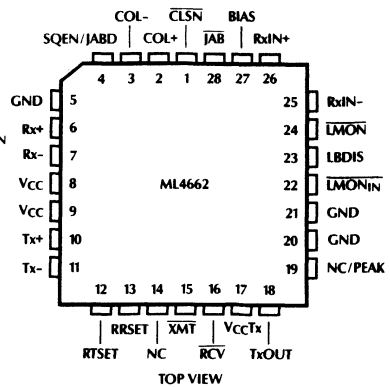 COL– CLSN BIAS
SQEN/JABD COL+ JAB RxIN+
4 3 2 1 28 27 26
GND 5 25 RxIN–
Rx+ 6 24 LMON
N
Rx– 7 23 LBDIS
VCC 8 ML4662 22 LMONIN
VCC 9 21 GND
Tx+ 10 20 GND
Tx– 11 19 NC/PEAK
12 13 14 15 16 17 18
RRSET XMT VCCTx
RTSET NC RCV TxOUT
TOP VIEW